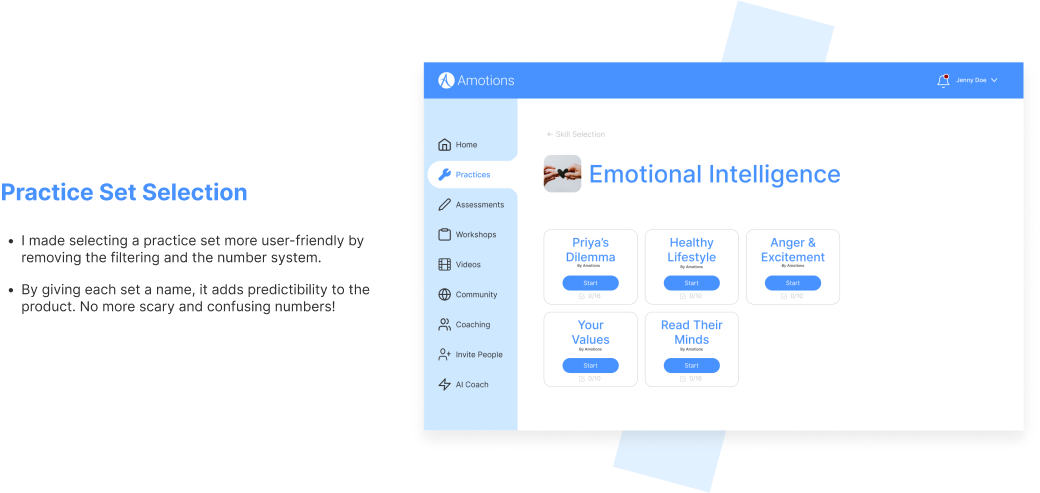 Practice Set Selection
• I made selecting a practice set more user-friendly by
removing the filtering and the number system.
• By giving each set a name, it adds predictibility to the
product. No more scary and confusing numbers!
Amotions
Jenny Doe
Home
Practices
Assessments
Workshops
Videos
Community
Coaching
Invite People
AI Coach
← Skill Selection
Emotional Intelligence
Priya's
Dilemma
By Amotions
Start
0/16
Healthy
Lifestyle
By Amotions
Start
0/10
Anger &
Excitement
By Amotions
Start
0/10
Your
Values
By Amotions
Start
0/10
Read Their
Minds
By Amotions
Start
0/16